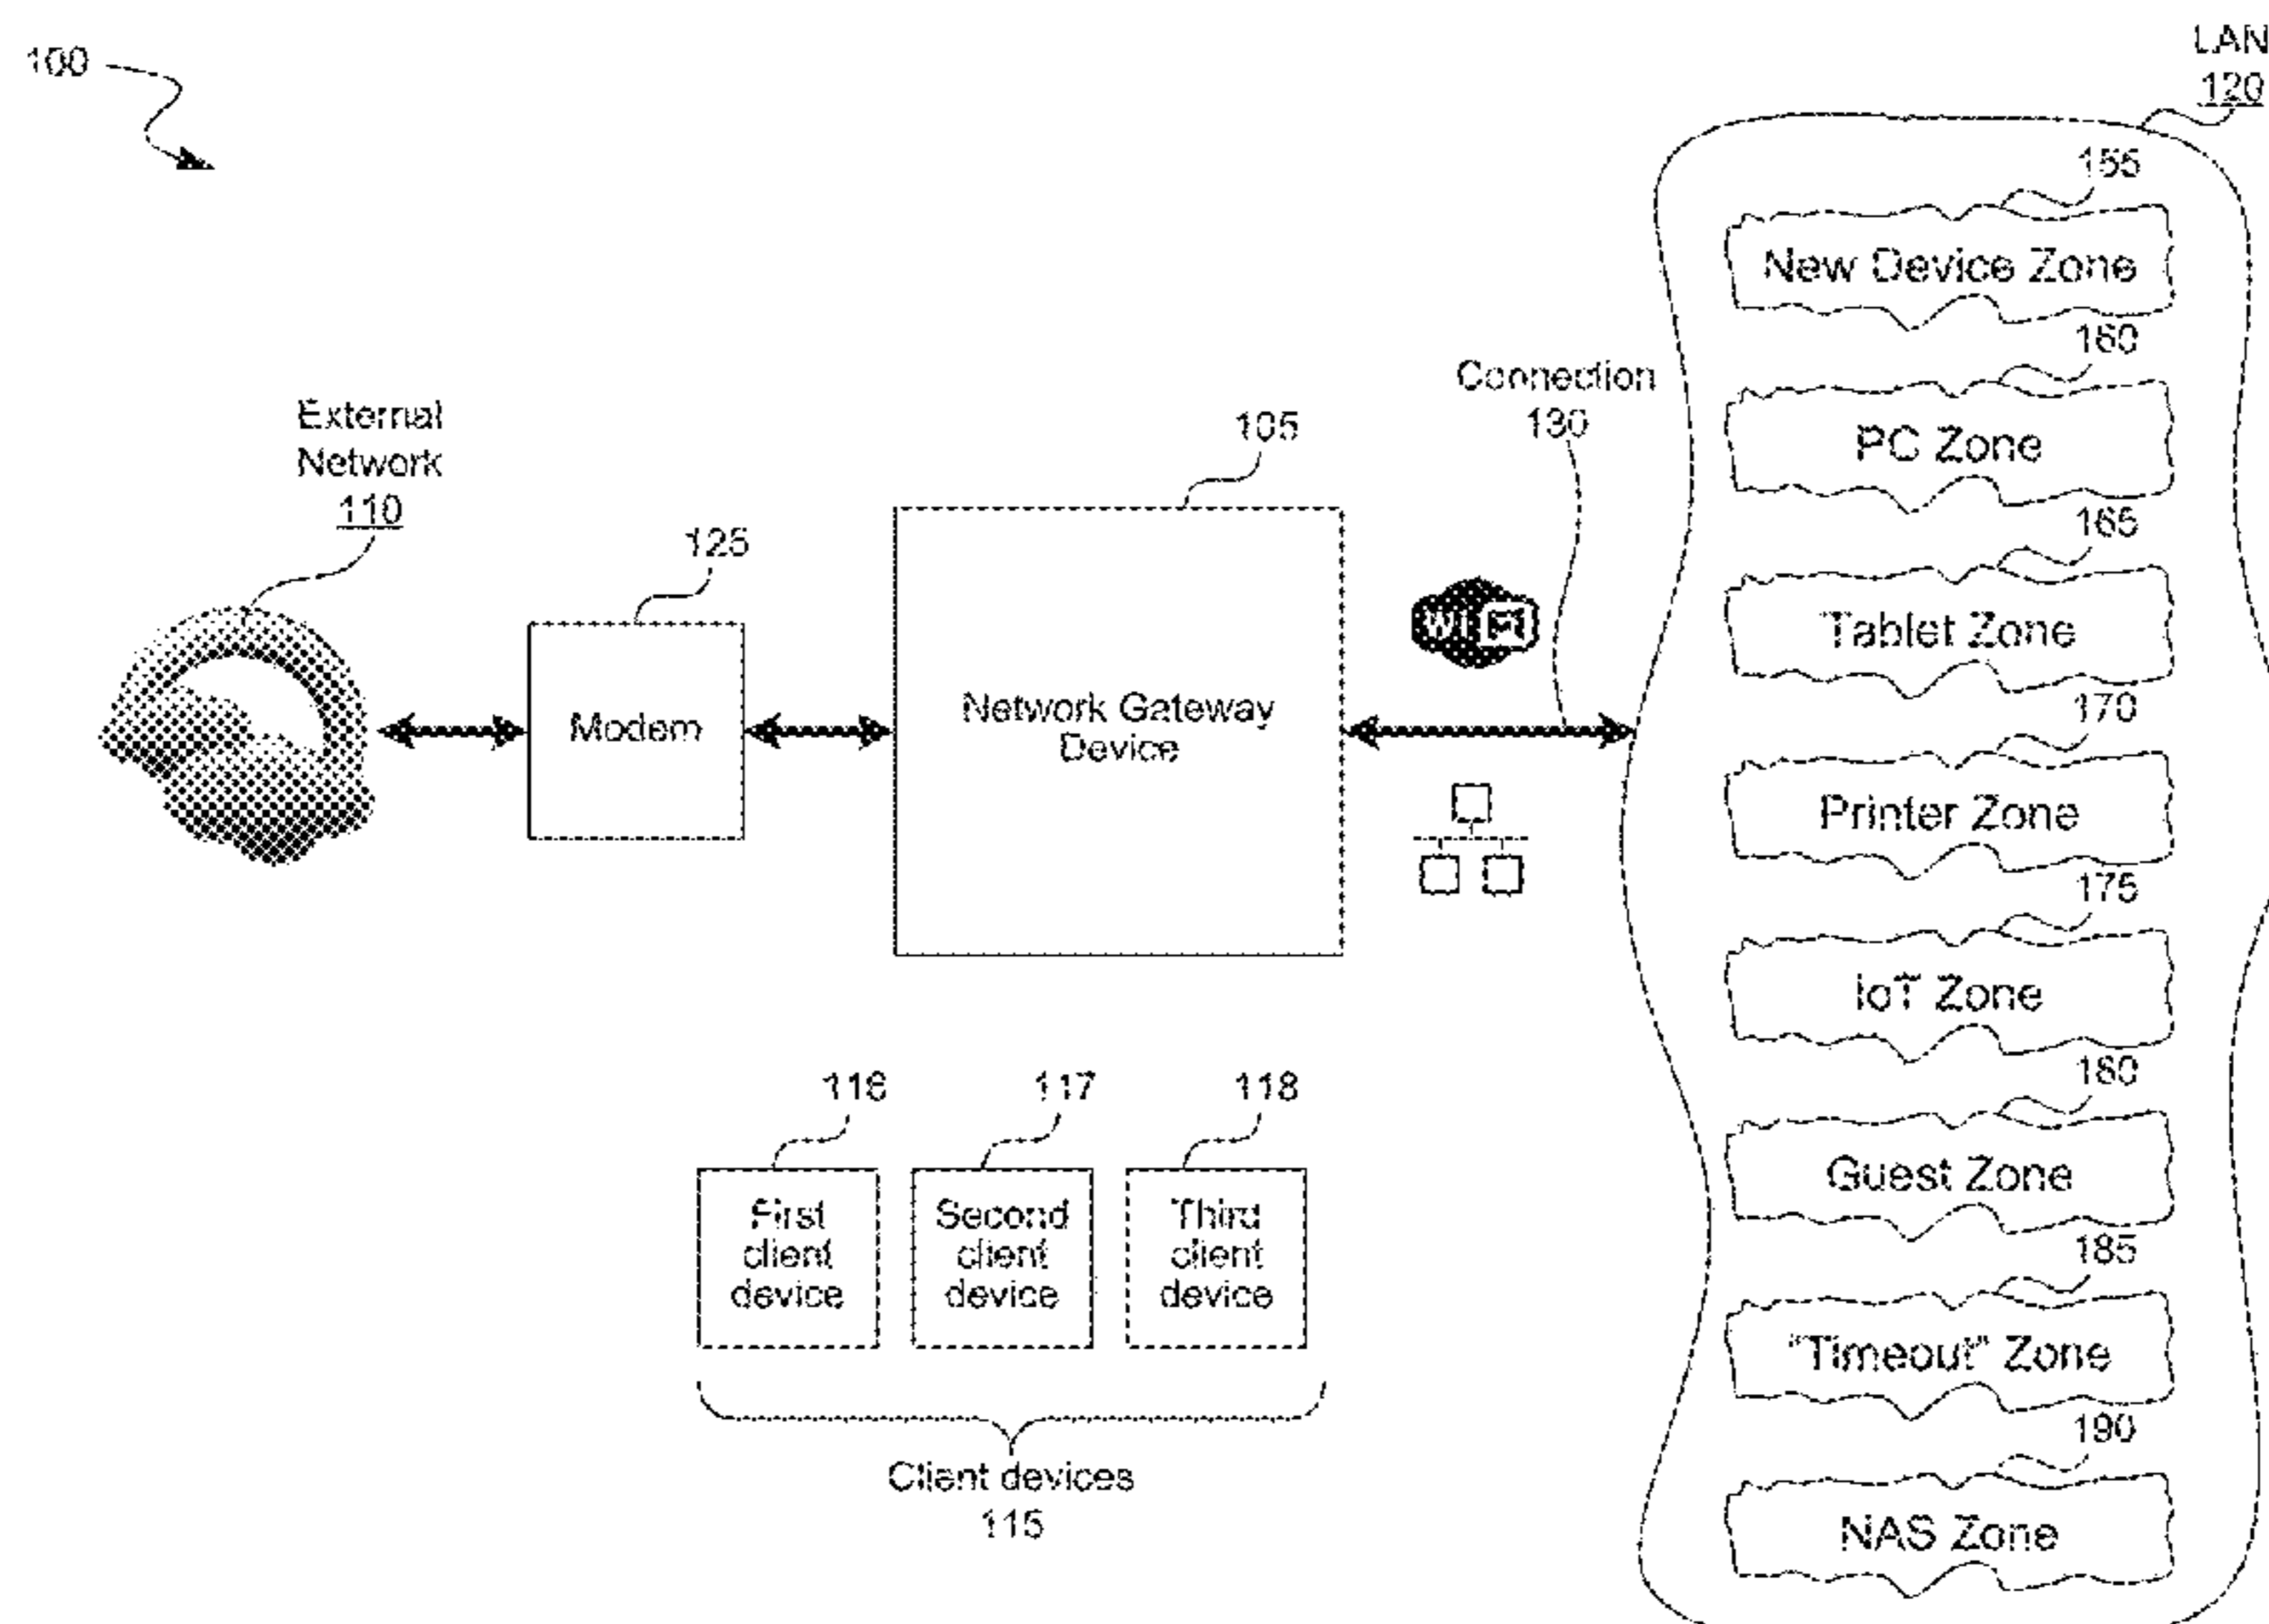 100
LAN
120
155
New Device Zone
160
PC Zone
165
Tablet Zone
170
Printer Zone
175
IoT Zone
180
Guest Zone
185
"Timeout" Zone
190
NAS Zone
Connection
130
External
Network
110
125
Modem
105
Network Gateway
Device
116
First
client
device
117
Second
client
device
118
Third
client
device
Client devices
115